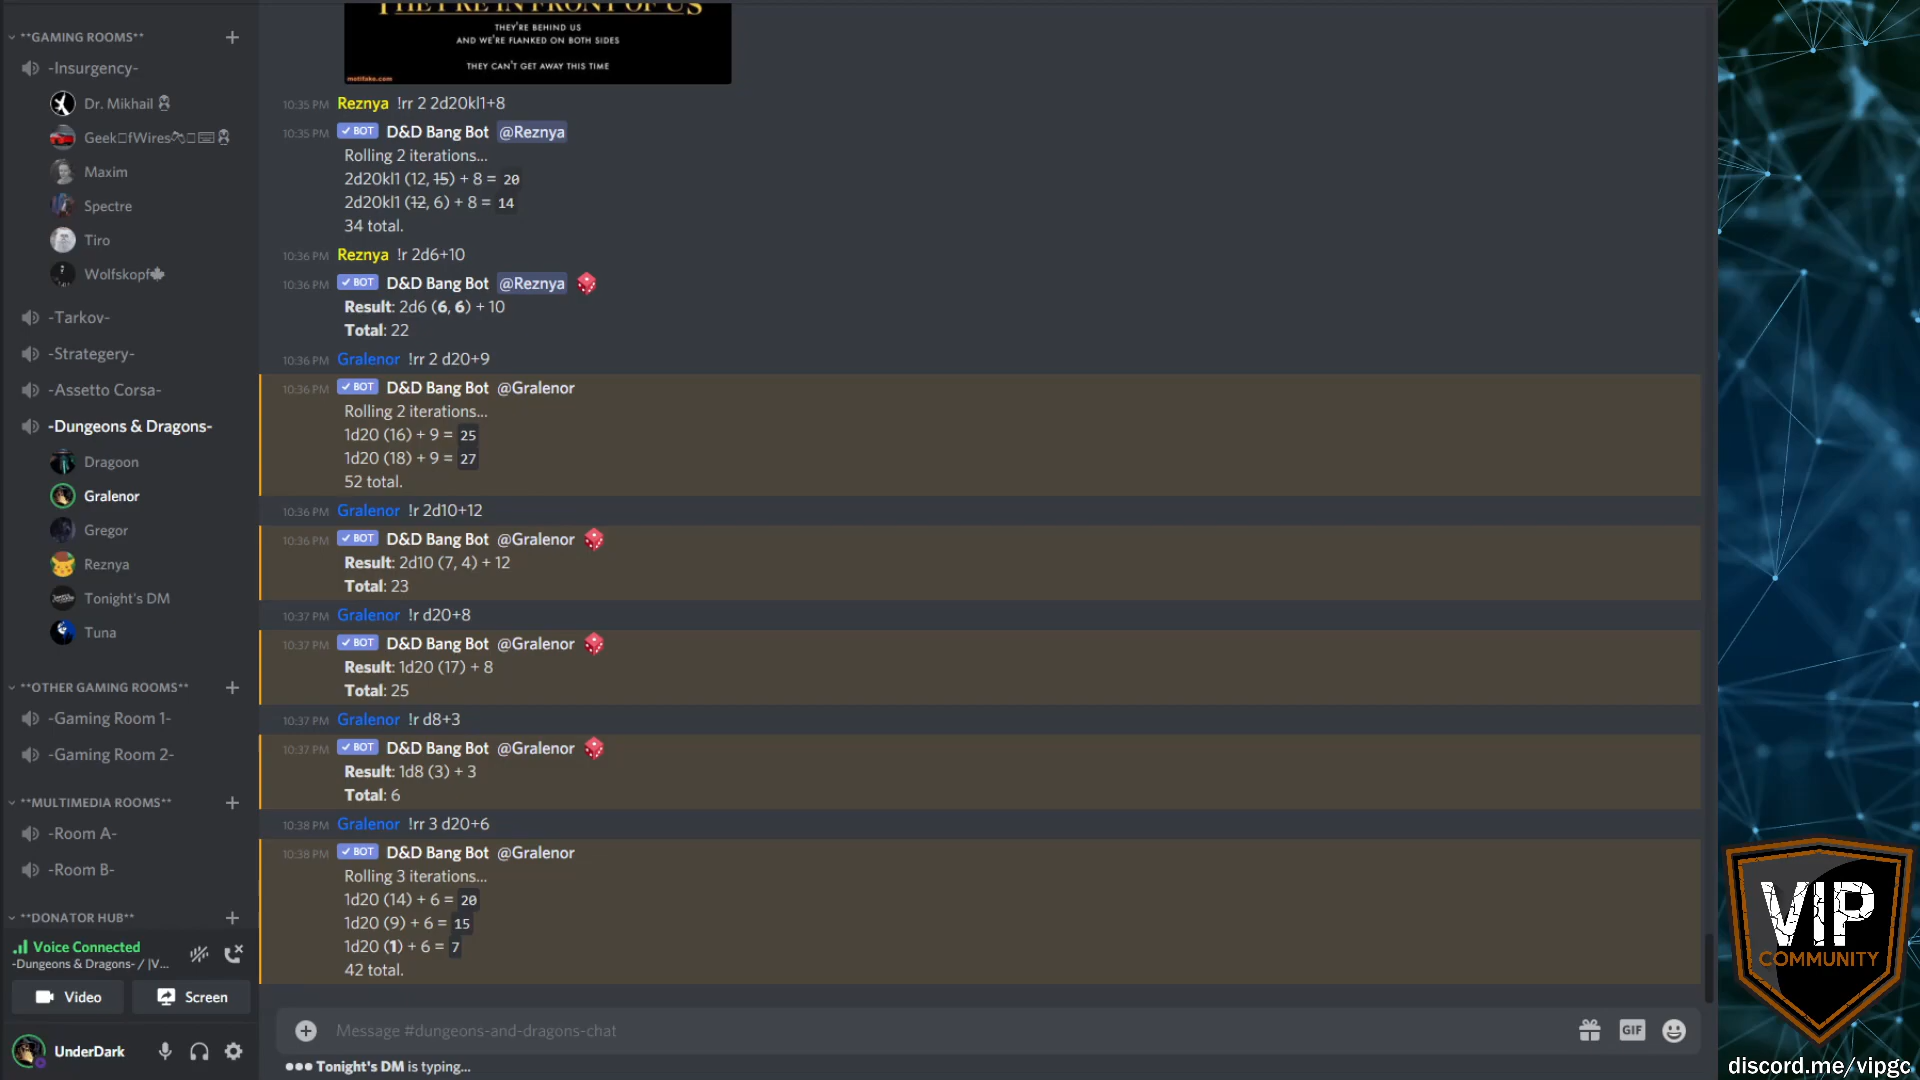 **GAMING ROOMS**
-Insurgency-
Dr. Mikhail
Geek fWires
Maxim
Spectre
Tiro
Wolfskopf
-Tarkov-
-Strategery-
-Assetto Corsa-
-Dungeons & Dragons-
Dragoon
Gralenor
Gregor
Reznya
Tonight's DM
Tuna
**OTHER GAMING ROOMS**
-Gaming Room 1-
-Gaming Room 2-
**MULTIMEDIA ROOMS**
-Room A-
-Room B-
**DONATOR HUB**
Voice Connected
-Dungeons & Dragons- / |V...
Video
Screen
UnderDark
THEY'RE IN FRONT OF US
THEY'RE BEHIND US
AND WE'RE FLANKED ON BOTH SIDES
THEY CAN'T GET AWAY THIS TIME
motifake.com
10:35 PM Reznya !rr 2 2d20kl1+8
10:35 PM BOT D&D Bang Bot @Reznya
Rolling 2 iterations...
2d20kl1 (12, 15) + 8 = 20
2d20kl1 (12, 6) + 8 = 14
34 total.
10:36 PM Reznya !r 2d6+10
10:36 PM BOT D&D Bang Bot @Reznya
Result: 2d6 (6, 6) + 10
Total: 22
10:36 PM Gralenor !rr 2 d20+9
10:36 PM BOT D&D Bang Bot @Gralenor
Rolling 2 iterations...
1d20 (16) + 9 = 25
1d20 (18) + 9 = 27
52 total.
10:36 PM Gralenor !r 2d10+12
10:36 PM BOT D&D Bang Bot @Gralenor
Result: 2d10 (7, 4) + 12
Total: 23
10:37 PM Gralenor !r d20+8
10:37 PM BOT D&D Bang Bot @Gralenor
Result: 1d20 (17) + 8
Total: 25
10:37 PM Gralenor !r d8+3
10:37 PM BOT D&D Bang Bot @Gralenor
Result: 1d8 (3) + 3
Total: 6
10:38 PM Gralenor !rr 3 d20+6
10:38 PM BOT D&D Bang Bot @Gralenor
Rolling 3 iterations...
1d20 (14) + 6 = 20
1d20 (9) + 6 = 15
1d20 (1) + 6 = 7
42 total.
Message #dungeons-and-dragons-chat
GIF
Tonight's DM is typing...
VIP
COMMUNITY
discord.me/vipgc